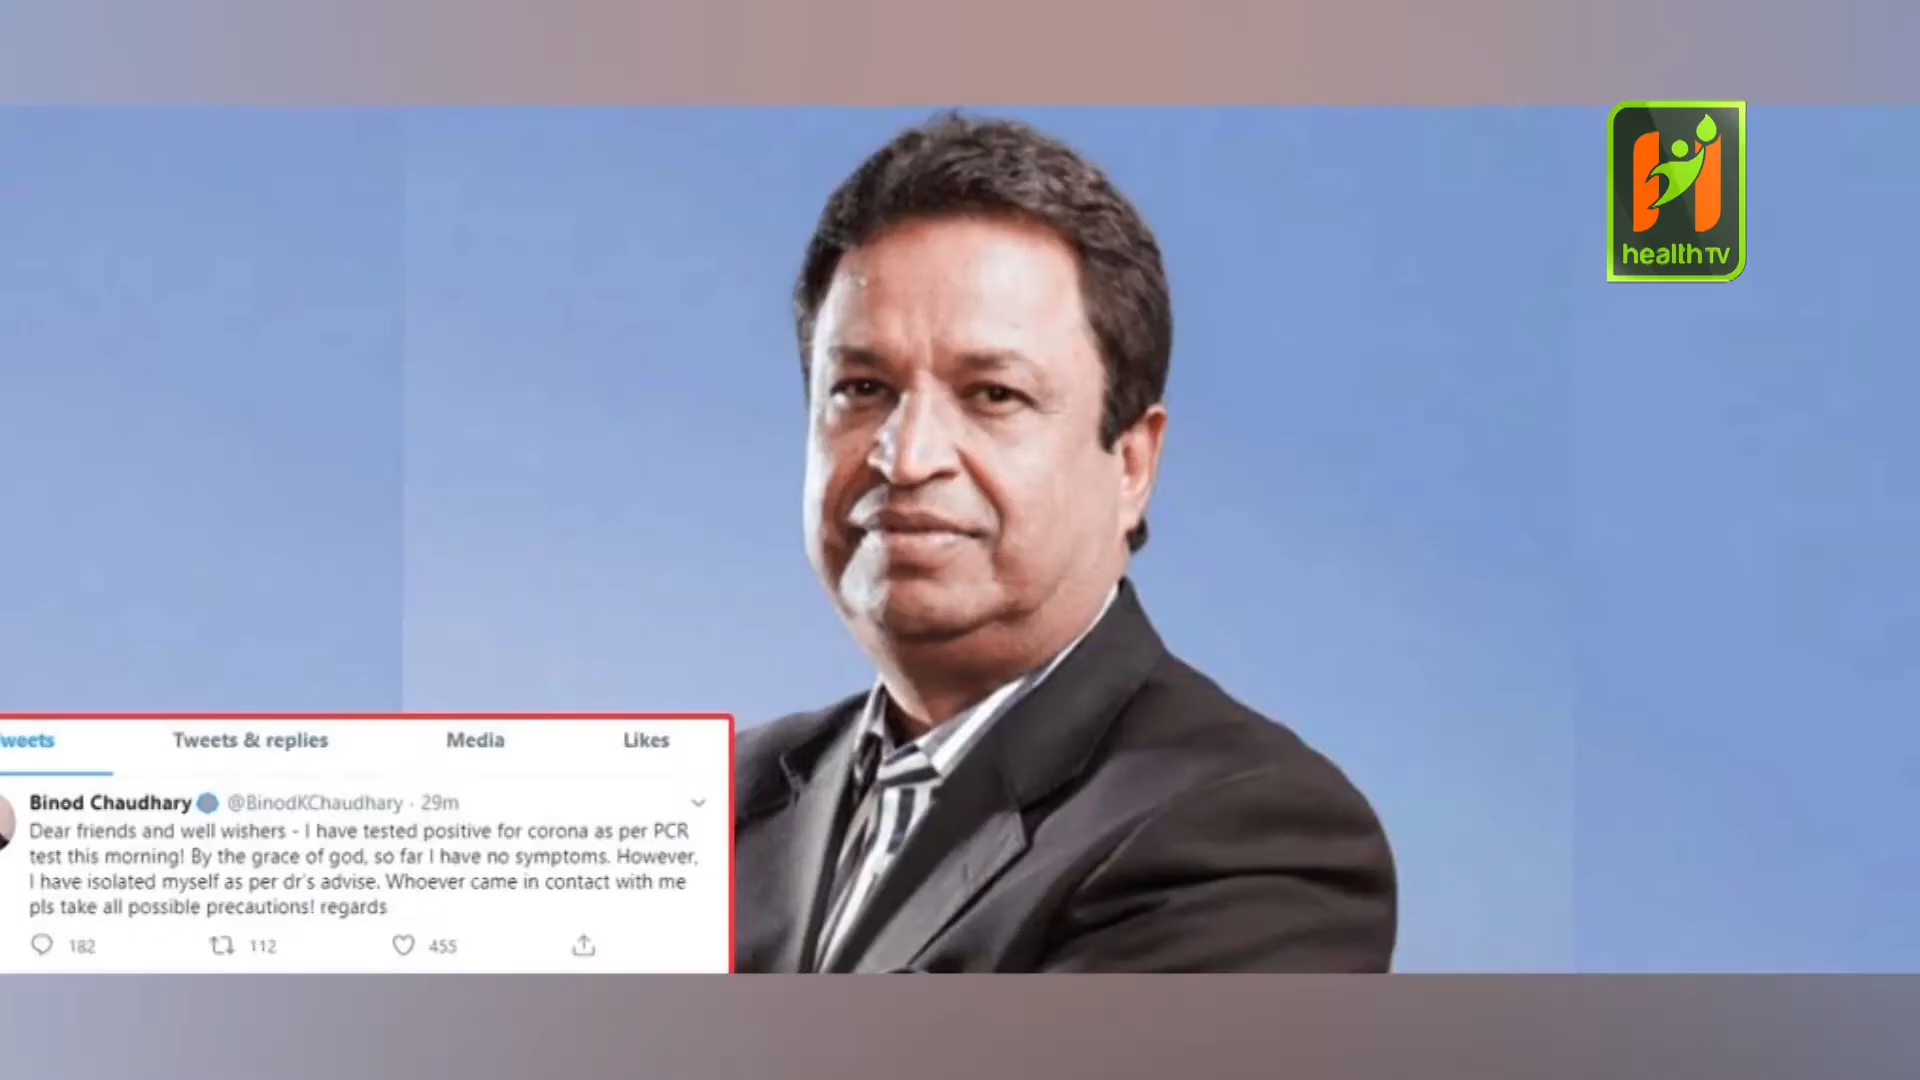 health TV
weets Tweets & replies Media Likes
Binod Chaudhary @BinodKChaudhary · 29m
Dear friends and well wishers - I have tested positive for corona as per PCR
test this morning! By the grace of god, so far I have no symptoms. However,
I have isolated myself as per dr's advise. Whoever came in contact with me
pls take all possible precautions! regards
182 112 455